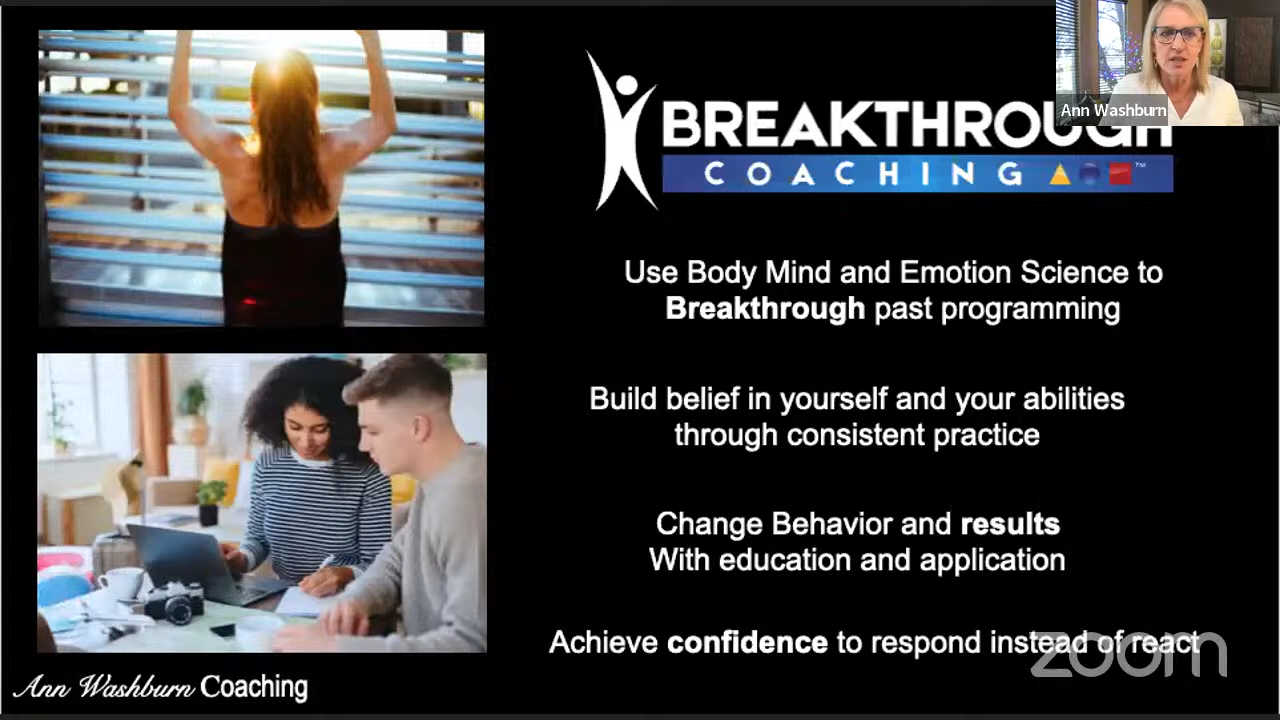 Ann Washburn
BREAKTHROUGH
COACHING™
Use Body Mind and Emotion Science to
Breakthrough past programming
Build belief in yourself and your abilities
through consistent practice
Change Behavior and results
With education and application
Achieve confidence to respond instead of react
zoom
Ann Washburn Coaching